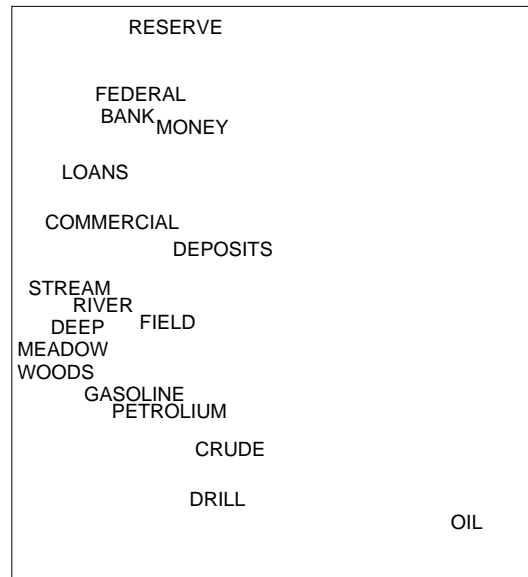 RESERVE
FEDERAL
BANK
MONEY
LOANS
COMMERCIAL
DEPOSITS
STREAM
RIVER
FIELD
DEEP
MEADOW
WOODS
GASOLINE
PETROLIUM
CRUDE
DRILL
OIL